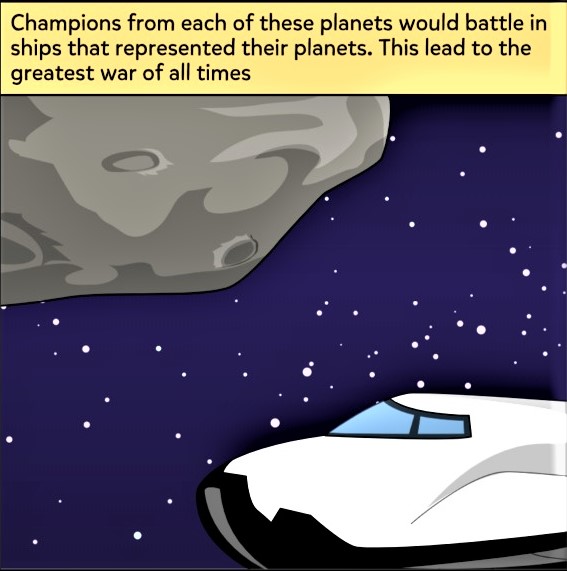 Champions from each of these planets would battle in
ships that represented their planets. This lead to the
greatest war of all times